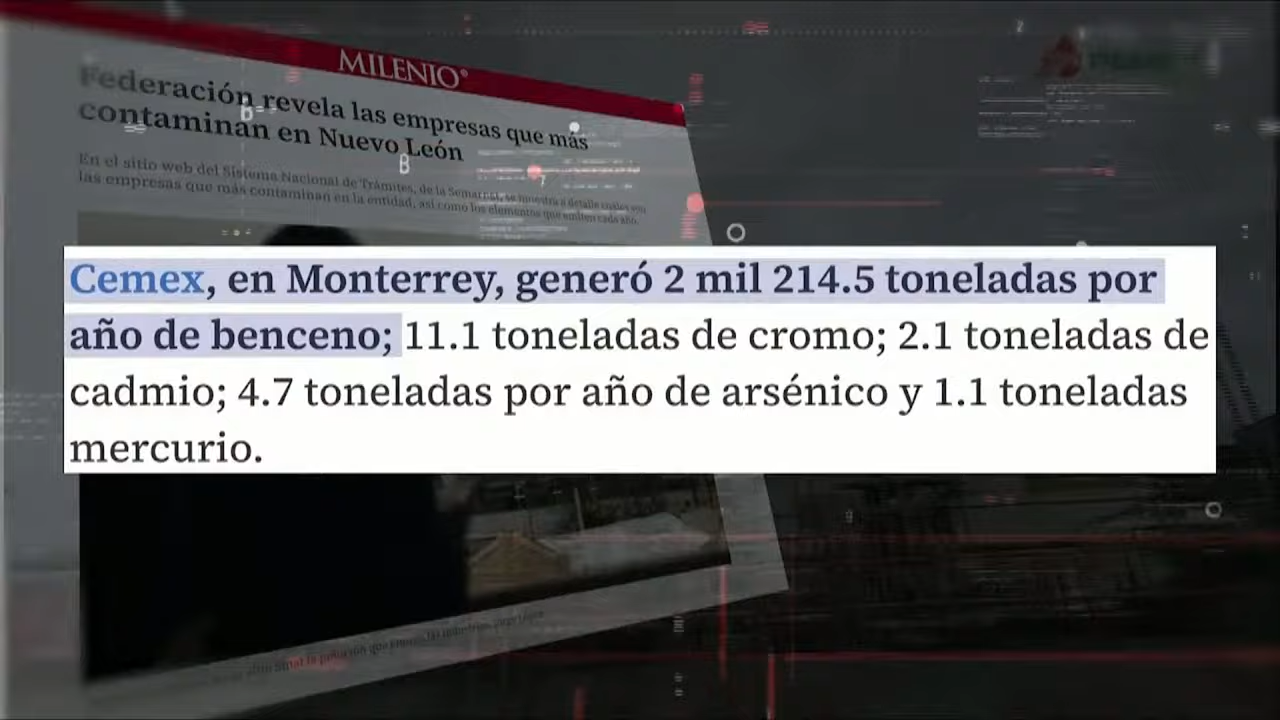 MILENIO®
Federación revela las empresas que más
contaminan en Nuevo León
En el sitio web del Sistema Nacional de Trámites, de la Semarnat, se muestra a detalle cuáles son
las empresas que más contaminan en la entidad, así como los elementos que emiten cada año.
Cemex, en Monterrey, generó 2 mil 214.5 toneladas por
año de benceno; 11.1 toneladas de cromo; 2.1 toneladas de
cadmio; 4.7 toneladas por año de arsénico y 1.1 toneladas
mercurio.